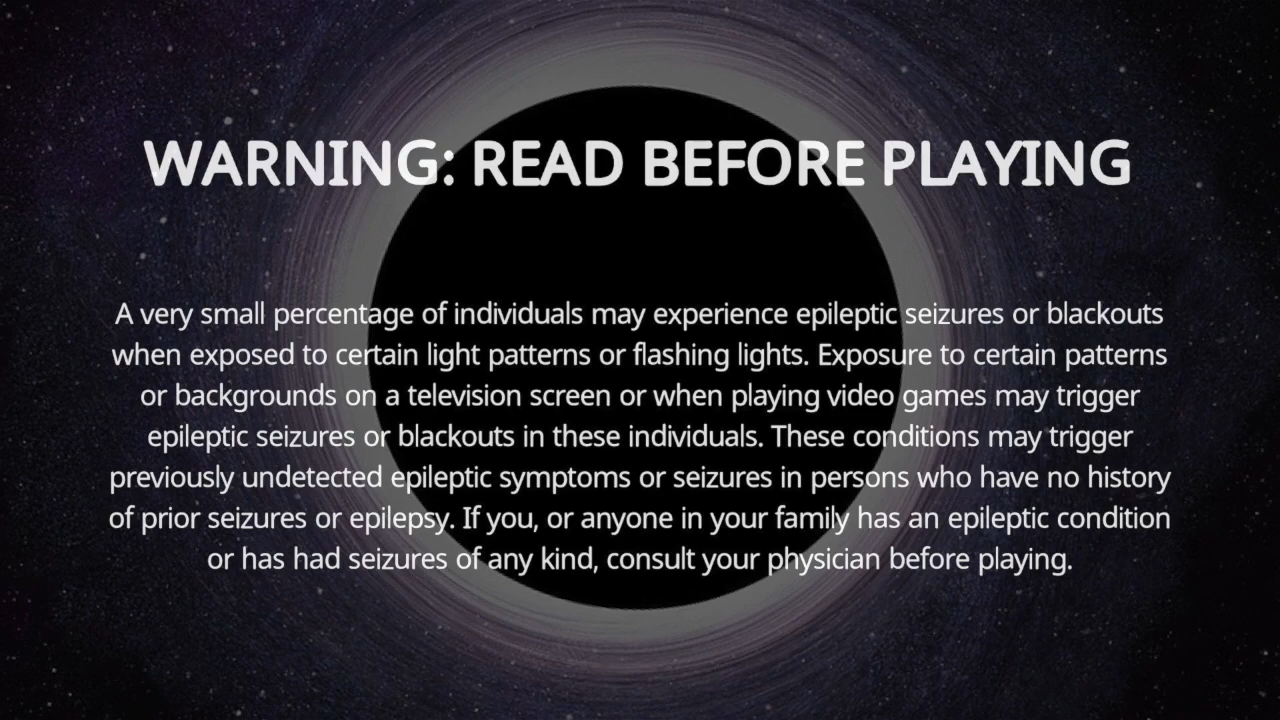 WARNING: READ BEFORE PLAYING
A very small percentage of individuals may experience epileptic seizures or blackouts
when exposed to certain light patterns or flashing lights. Exposure to certain patterns
or backgrounds on a television screen or when playing video games may trigger
epileptic seizures or blackouts in these individuals. These conditions may trigger
previously undetected epileptic symptoms or seizures in persons who have no history
of prior seizures or epilepsy. If you, or anyone in your family has an epileptic condition
or has had seizures of any kind, consult your physician before playing.